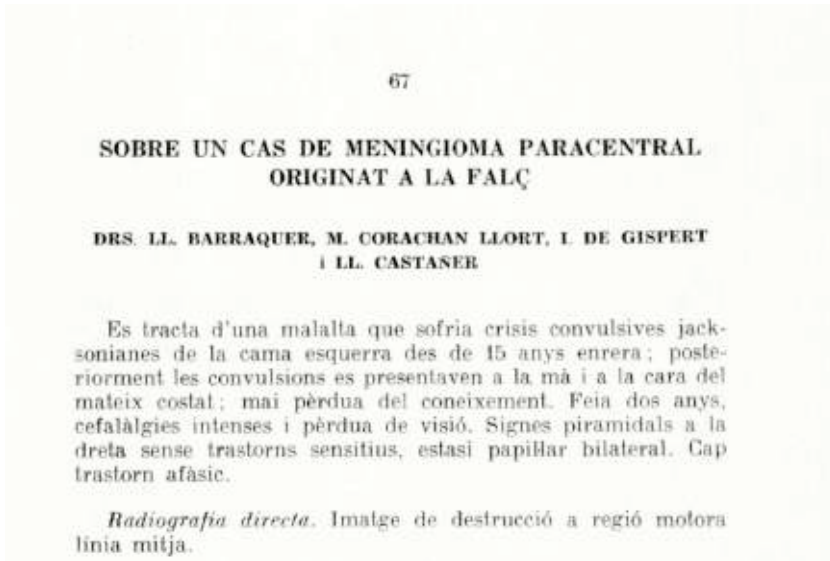 67
SOBRE UN CAS DE MENINGIOMA PARACENTRAL
ORIGINAT A LA FALÇ
DRS. LL. BARRAQUER, M. CORACHAN LLORT, I. DE GISPERT
i LL. CASTAÑER
Es tracta d'una malalta que sofria crisis convulsives jack-
sonianes de la cama esquerra des de 15 anys enrera; poste-
riorment les convulsions es presentaven a la mà i a la cara del
mateix costat; mai pèrdua del coneixement. Feia dos anys,
cefalàlgies intenses i pèrdua de visió. Signes piramidals a la
dreta sense trastorns sensitius, estasi papil·lar bilateral. Cap
trastorn afàsic.
Radiografia directa. Imatge de destrucció a regió motora
línia mitja.